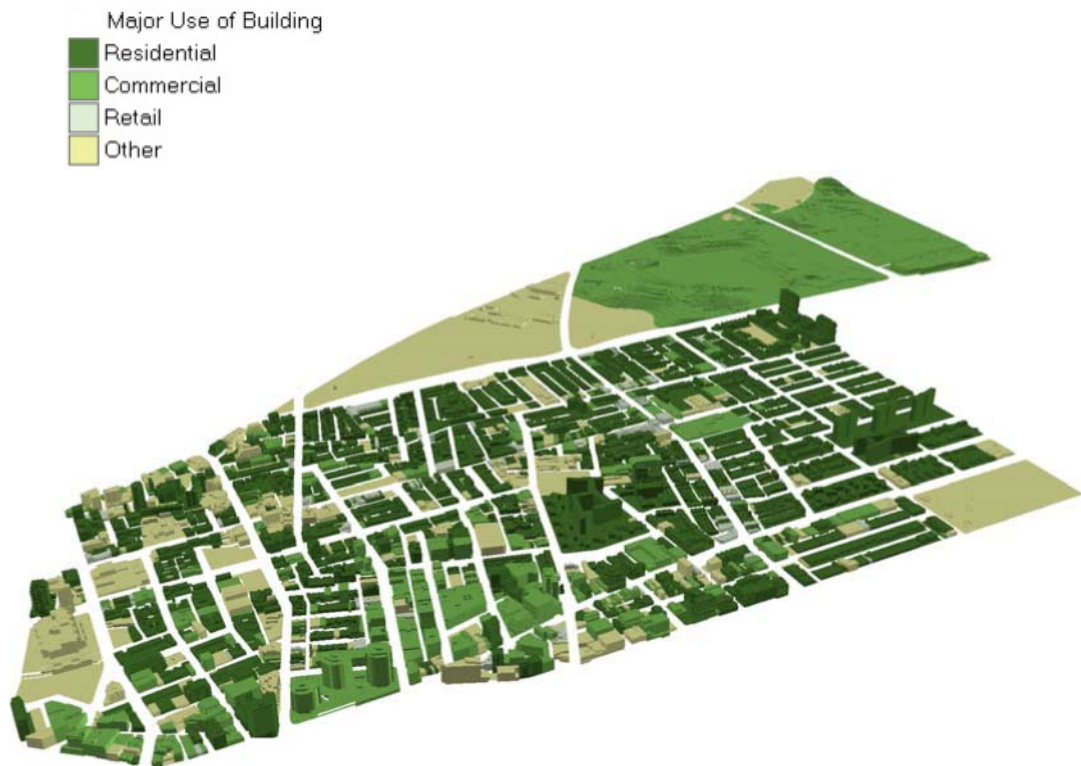 Major Use of Building
Residential
Commercial
Retail
Other